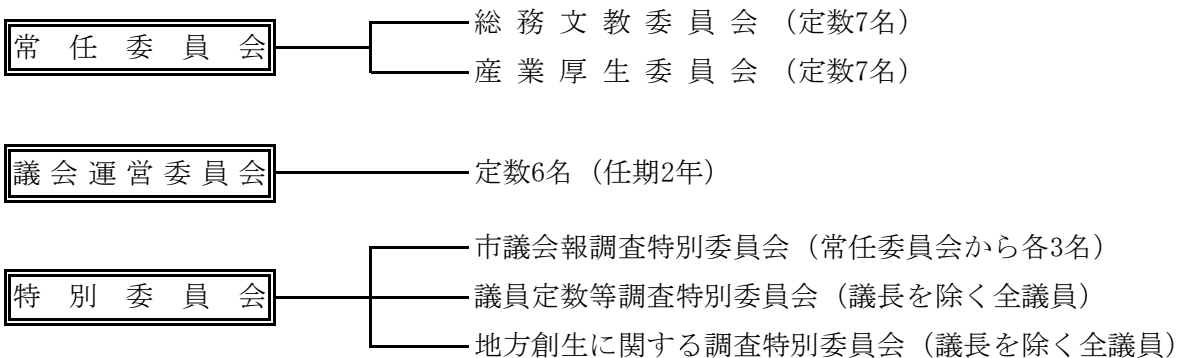 常任委員会
総務文教委員会 （定数7名）
産業厚生委員会 （定数7名）
議会運営委員会
定数6名（任期2年）
特別委員会
市議会報調査特別委員会（常任委員会から各3名）
議員定数等調査特別委員会（議長を除く全議員）
地方創生に関する調査特別委員会（議長を除く全議員）